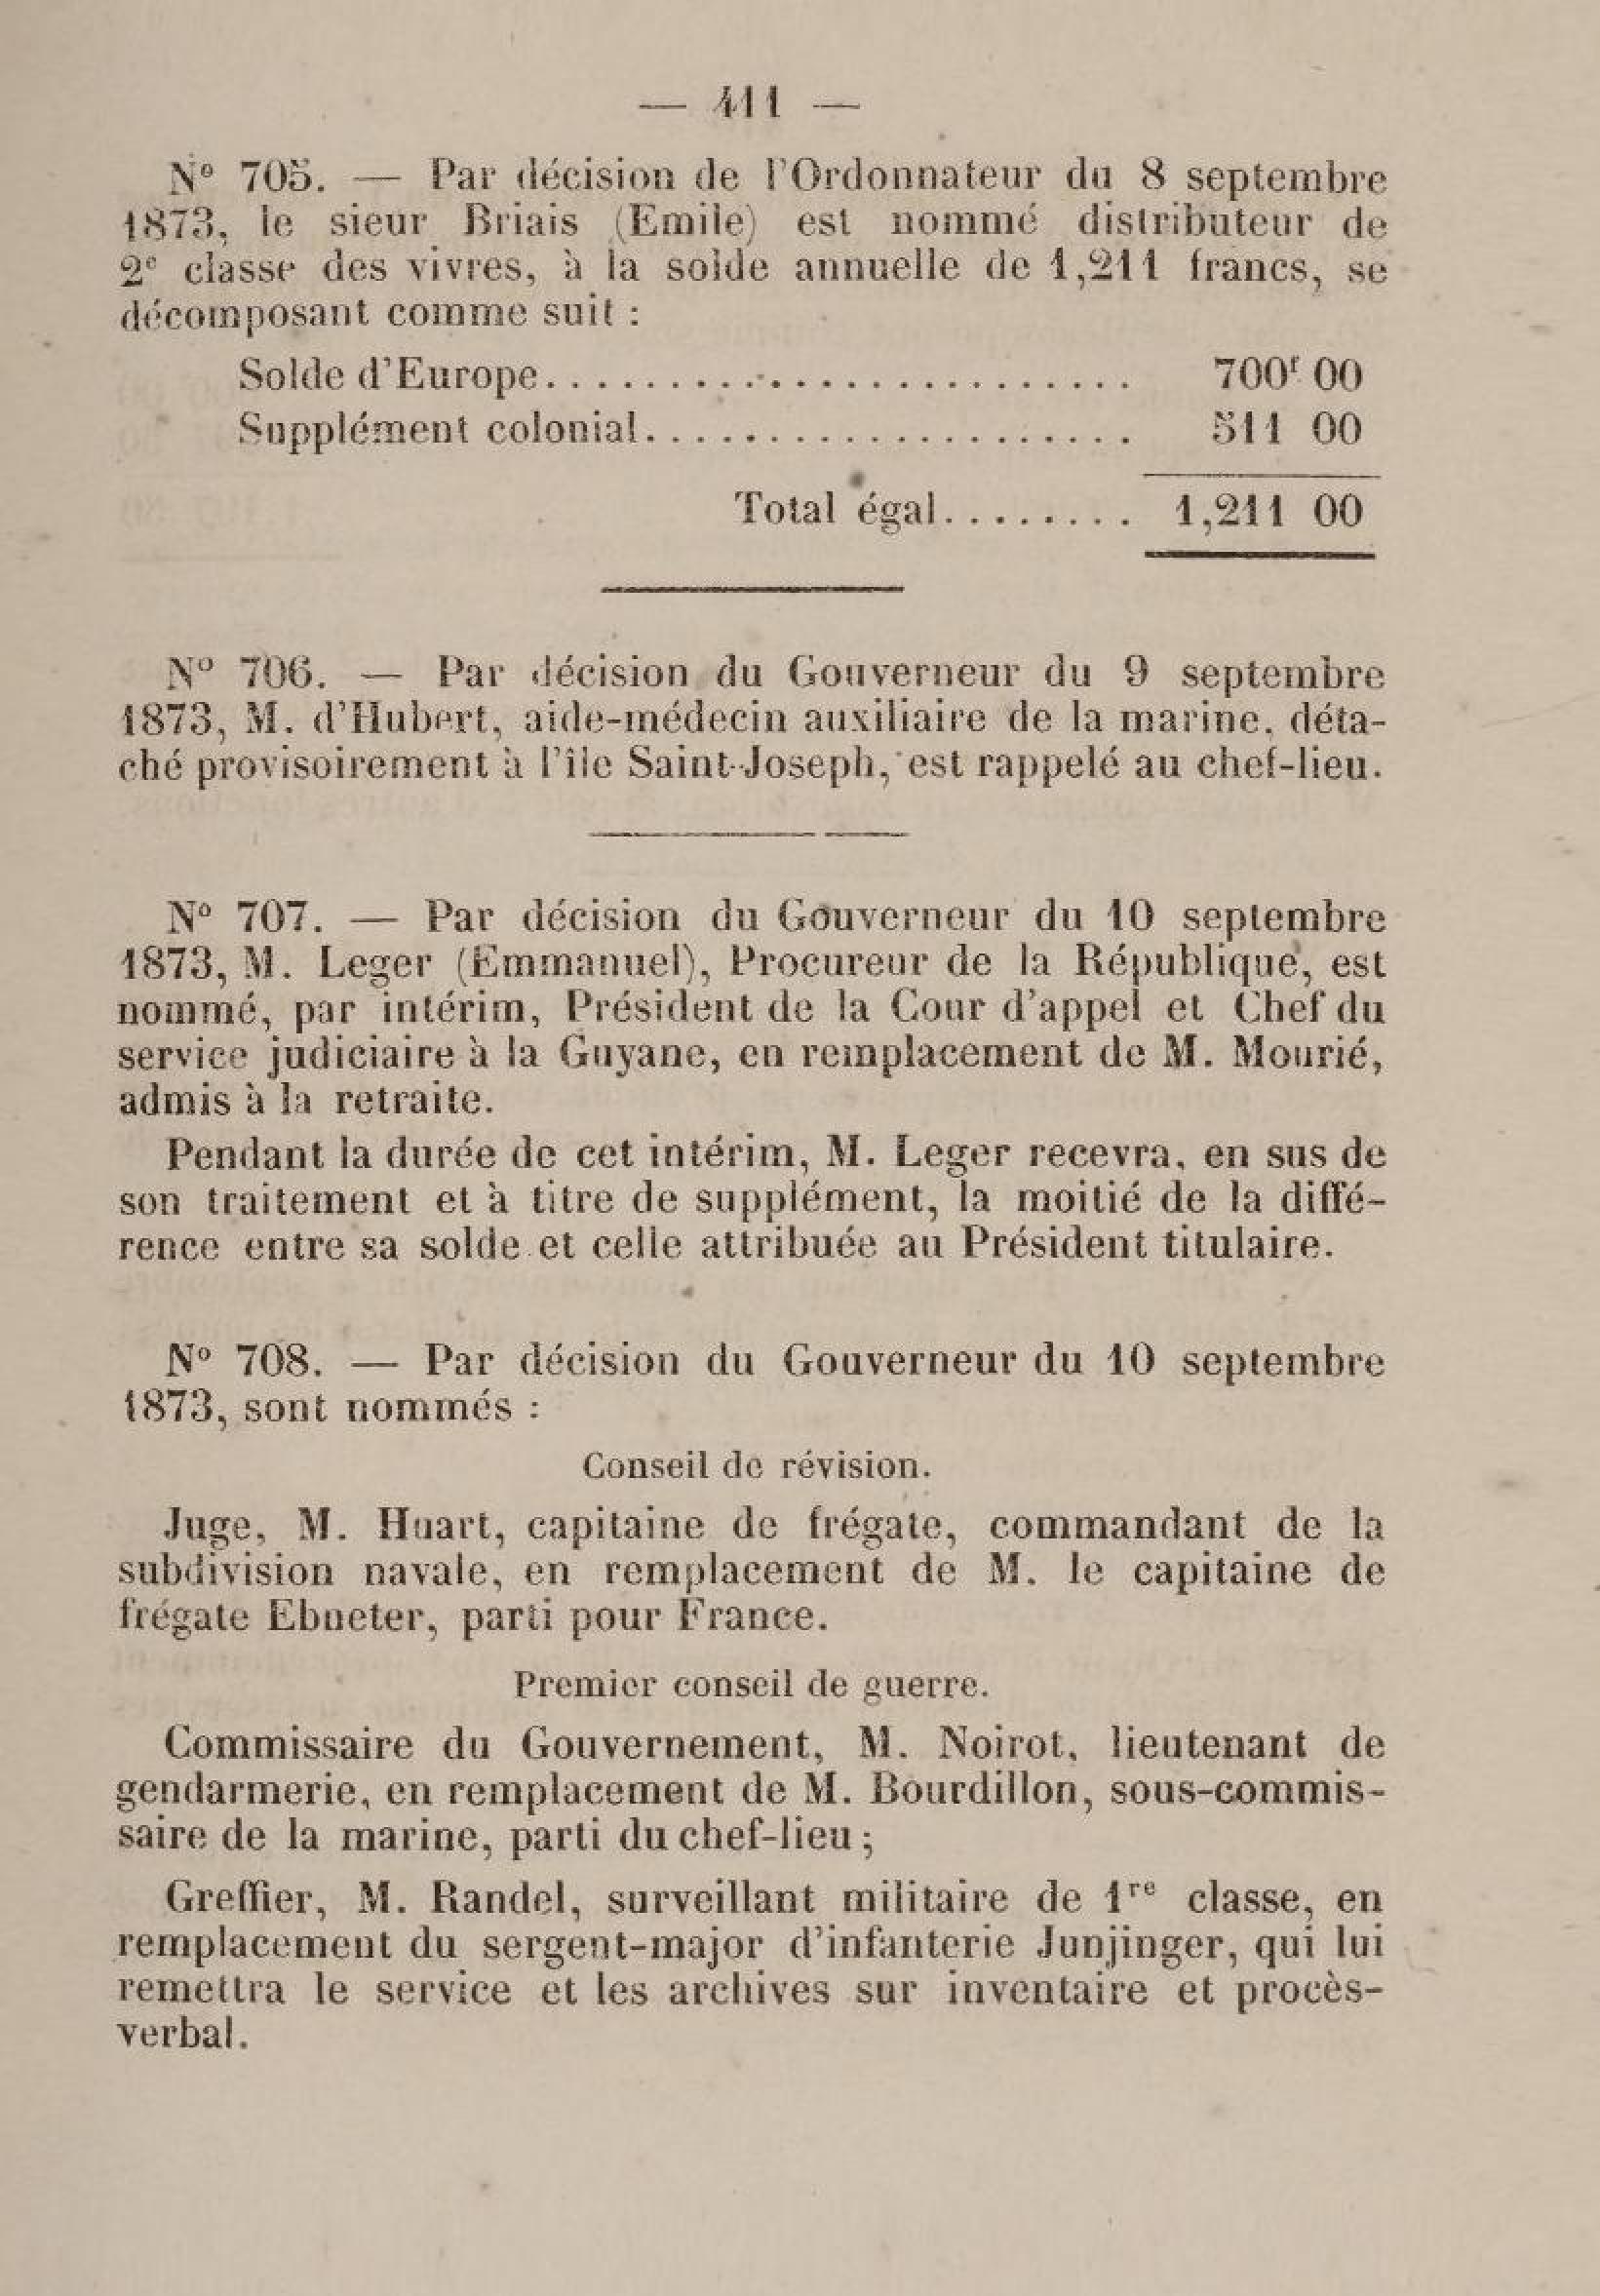 — 411 —
N° 705. — Par décision de l'Ordonnateur du 8 septembre
1873, le sieur Briais (Emile) est nommé distributeur de
2e classe des vivres, à la solde annuelle de 1,211 francs, se
décomposant comme suit :
Solde d'Europe.............................. 700f 00
Supplément colonial.................... 511 00
Total égal......... 1,211 00
N° 706. — Par décision du Gouverneur du 9 septembre
1873, M. d'Hubert, aide-médecin auxiliaire de la marine, déta-
ché provisoirement à l'île Saint-Joseph, est rappelé au chef-lieu.
N° 707. — Par décision du Gouverneur du 10 septembre
1873, M. Leger (Emmanuel), Procureur de la République, est
nommé, par intérim, Président de la Cour d'appel et Chef du
service judiciaire à la Guyane, en remplacement de M. Mourié,
admis à la retraite.
Pendant la durée de cet intérim, M. Leger recevra, en sus de
son traitement et à titre de supplément, la moitié de la diffé-
rence entre sa solde et celle attribuée au Président titulaire.
N° 708. — Par décision du Gouverneur du 10 septembre
1873, sont nommés :
Conseil de révision.
Juge, M. Huart, capitaine de frégate, commandant de la
subdivision navale, en remplacement de M. le capitaine de
frégate Ebneter, parti pour France.
Premier conseil de guerre.
Commissaire du Gouvernement, M. Noirot, lieutenant de
gendarmerie, en remplacement de M. Bourdillon, sous-commis-
saire de la marine, parti du chef-lieu ;
Greffier, M. Randel, surveillant militaire de 1re classe, en
remplacement du sergent-major d'infanterie Junjinger, qui lui
remettra le service et les archives sur inventaire et procès-
verbal.